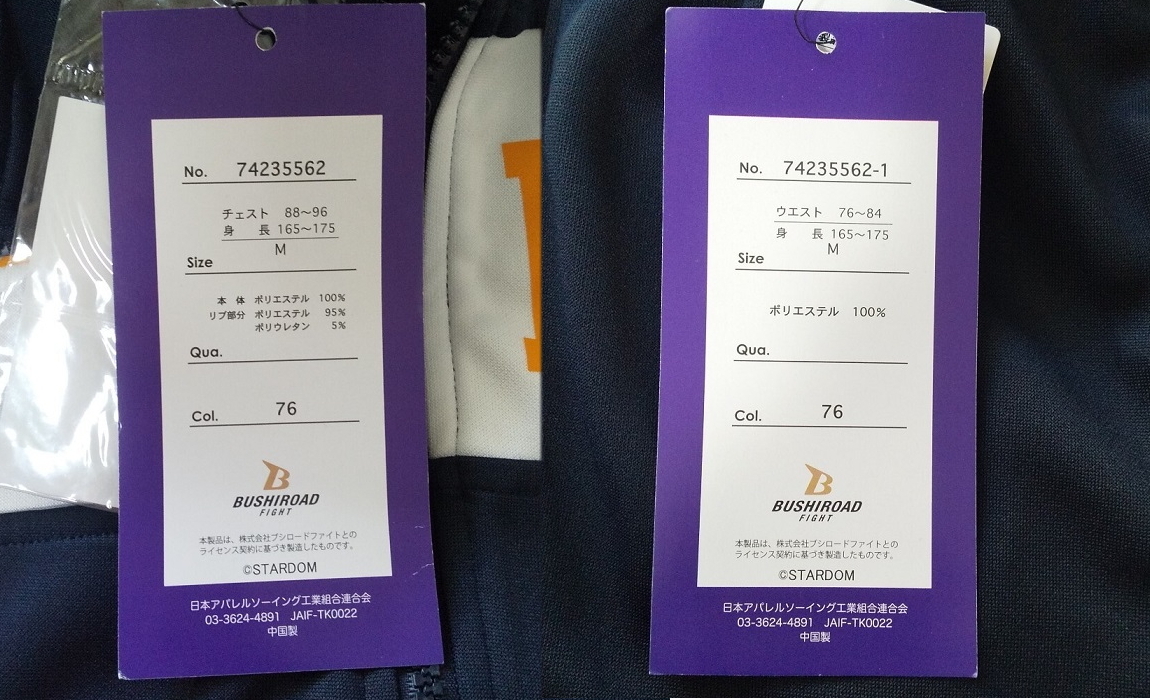 No. 74235562
チェスト 88～96
身 長 165～175
M
Size
本 体 ポリエステル 100%
リブ部分 ポリエステル 95%
ポリウレタン 5%
Qua.
Col. 76
B
BUSHIROAD
FIGHT
本製品は、株式会社ブシロードファイトとの
ライセンス契約に基づき製造したものです。
©STARDOM
日本アパレルソーイング工業組合連合会
03-3624-4891 JAIF-TK0022
中国製
No. 74235562-1
ウエスト 76～84
身 長 165～175
M
Size
ポリエステル 100%
Qua.
Col. 76
B
BUSHIROAD
FIGHT
本製品は、株式会社ブシロードファイトとの
ライセンス契約に基づき製造したものです。
©STARDOM
日本アパレルソーイング工業組合連合会
03-3624-4891 JAIF-TK0022
中国製